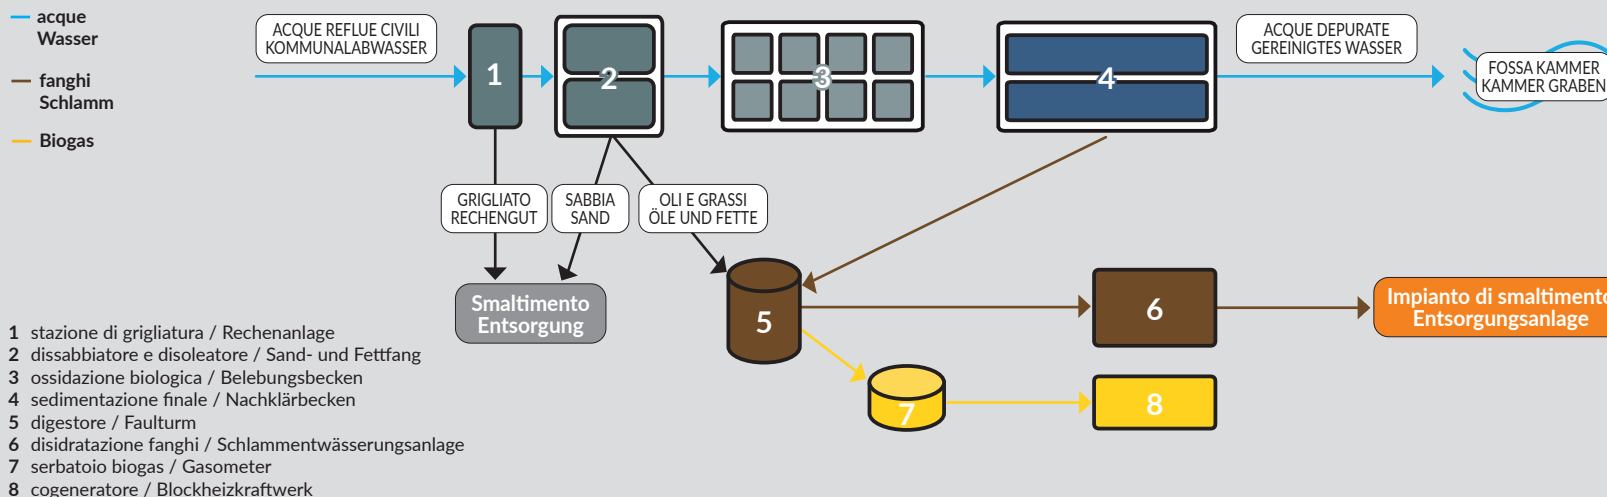 acque
Wasser
fanghi
Schlamm
Biogas
ACQUE REFLUE CIVILI
KOMMUNALABWASSER
1
2
3
4
ACQUE DEPURATE
GEREINIGTES WASSER
FOSSA KAMMER
KAMMER GRABEN
GRIGLIATO
RECHENGUT
SABBIA
SAND
OLI E GRASSI
ÖLE UND FETTE
Smaltimento
Entsorgung
5
6
Impianto di smaltimento
Entsorgungsanlage
7
8
1 stazione di grigliatura / Rechenanlage
2 dissabbiatore e disoleatore / Sand- und Fettfang
3 ossidazione biologica / Belebungsbecken
4 sedimentazione finale / Nachklärbecken
5 digestore / Faulturm
6 disidratazione fanghi / Schlammentwässerungsanlage
7 serbatoio biogas / Gasometer
8 cogeneratore / Blockheizkraftwerk